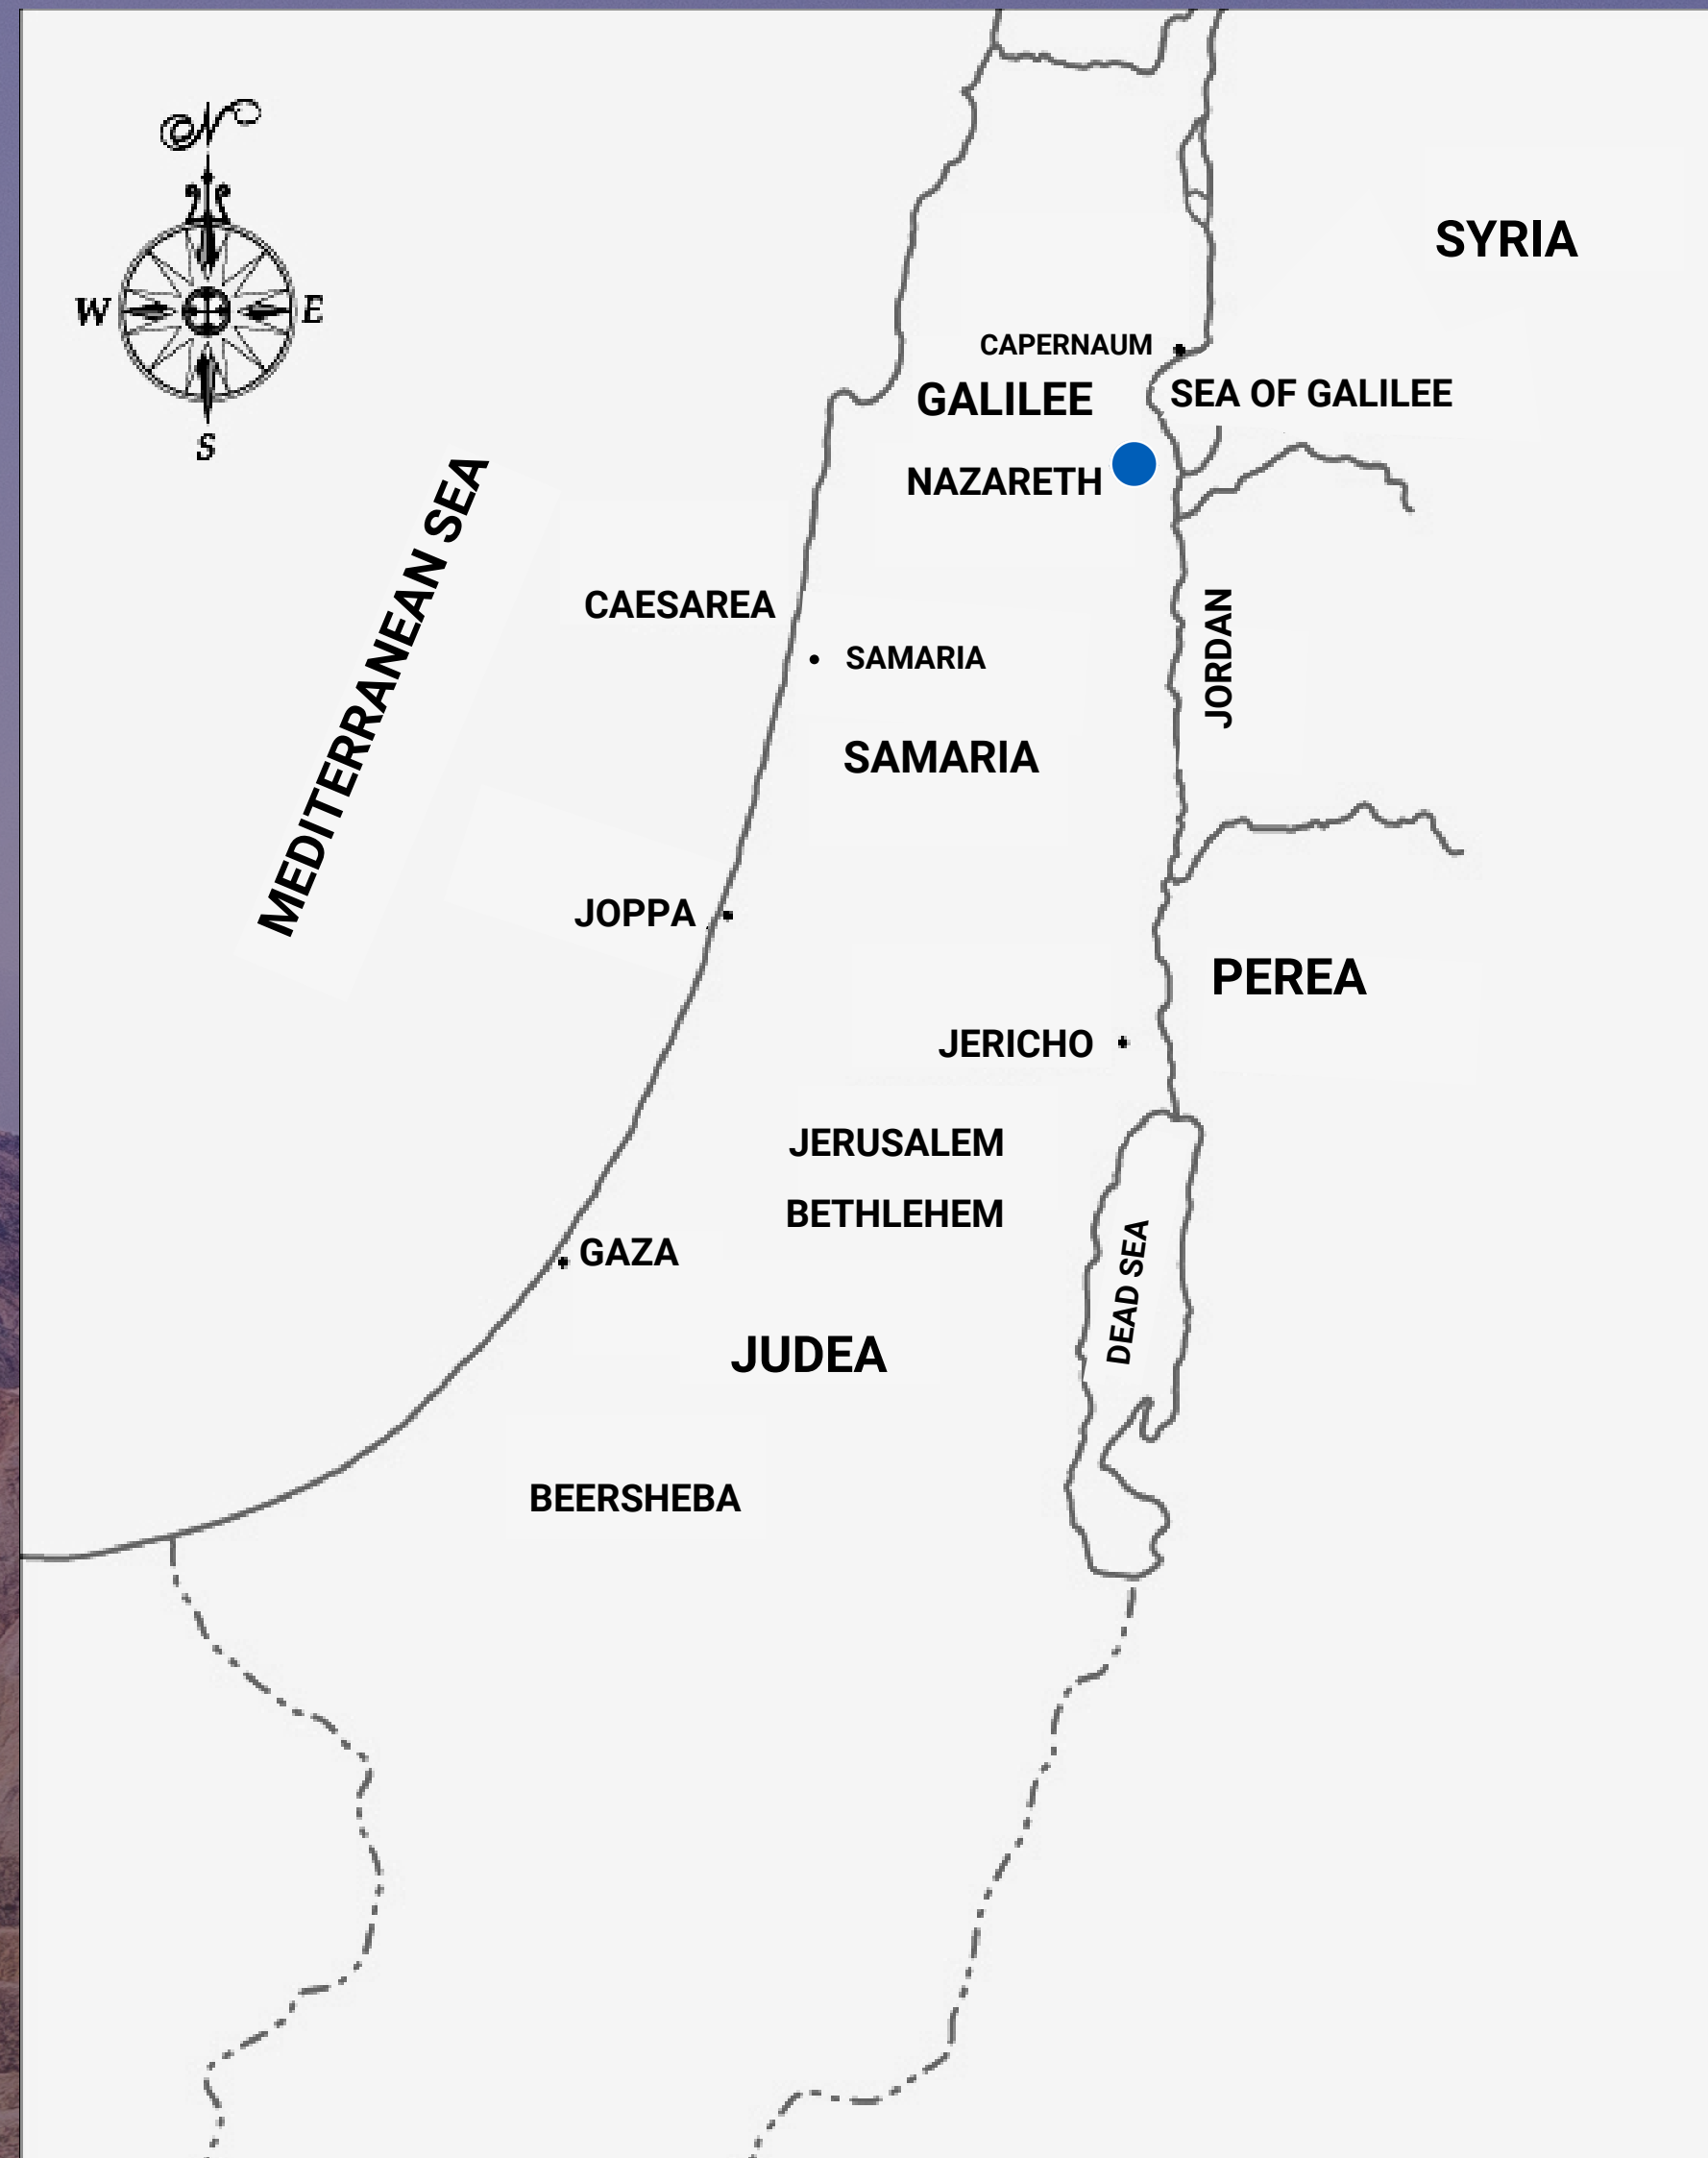 N
W
E
S
SYRIA
CAPERNAUM
GALILEE
SEA OF GALILEE
NAZARETH
MEDITERRANEAN SEA
CAESAREA
SAMARIA
JORDAN
SAMARIA
JOPPA
PEREA
JERICHO
JERUSALEM
BETHLEHEM
GAZA
DEAD SEA
JUDEA
BEERSHEBA